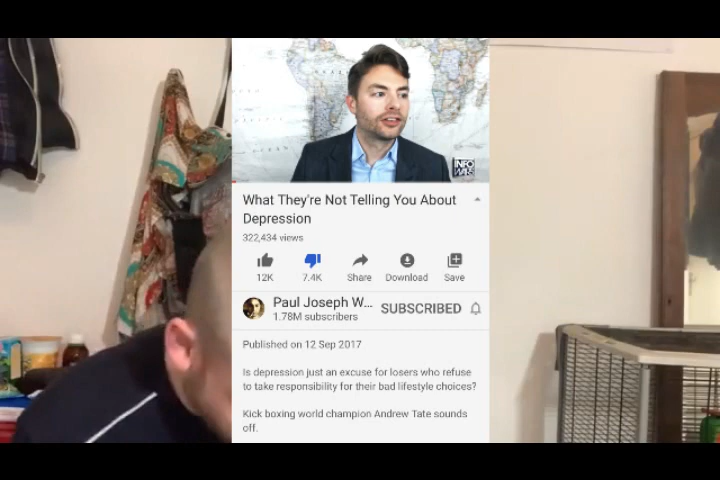 INFO
WARS
What They're Not Telling You About
Depression
322,434 views
12K
7.4K
Share
Download
Save
Paul Joseph W...
1.78M subscribers
SUBSCRIBED
Published on 12 Sep 2017
Is depression just an excuse for losers who refuse
to take responsibility for their bad lifestyle choices?
Kick boxing world champion Andrew Tate sounds
off.